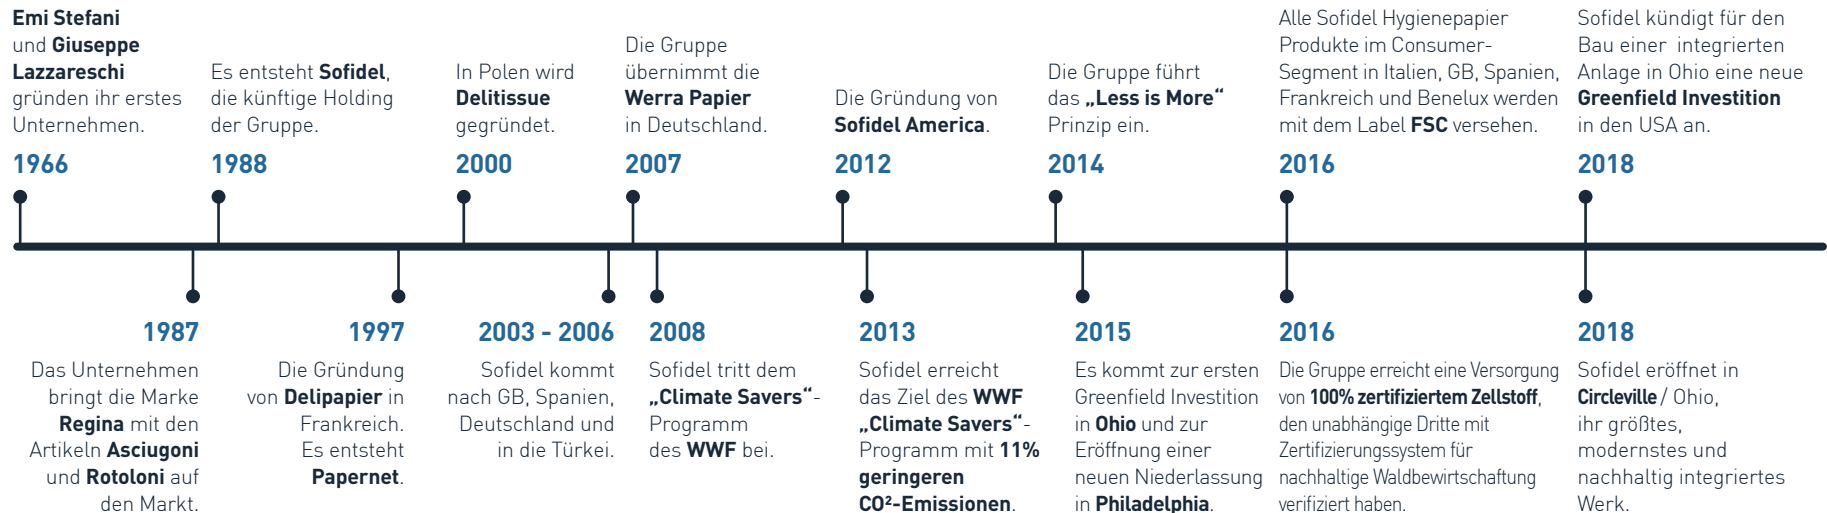 Emi Stefani
und Giuseppe
Lazzareschi
gründen ihr erstes
Unternehmen.
1966
Es entsteht Sofidel,
die künftige Holding
der Gruppe.
1988
In Polen wird
Delitissue
gegründet.
2000
Die Gruppe
übernimmt die
Werra Papier
in Deutschland.
2007
Die Gründung von
Sofidel America.
2012
Die Gruppe führt
das „Less is More“
Prinzip ein.
2014
Alle Sofidel Hygienepapier
Produkte im Consumer-
Segment in Italien, GB, Spanien,
Frankreich und Benelux werden
mit dem Label FSC versehen.
2016
Sofidel kündigt für den
Bau einer integrierten
Anlage in Ohio eine neue
Greenfield Investition
in den USA an.
2018
1987
Das Unternehmen
bringt die Marke
Regina mit den
Artikeln Asciugoni
und Rotoloni auf
den Markt.
1997
Die Gründung
von Delipapier in
Frankreich.
Es entsteht
Papernet.
2003 - 2006
Sofidel kommt
nach GB, Spanien,
Deutschland und
in die Türkei.
2008
Sofidel tritt dem
„Climate Savers“-
Programm
des WWF bei.
2013
Sofidel erreicht
das Ziel des WWF
„Climate Savers“-
Programm mit 11%
geringeren
CO²-Emissionen.
2015
Es kommt zur ersten
Greenfield Investition
in Ohio und zur
Eröffnung einer
neuen Niederlassung
in Philadelphia.
2016
Die Gruppe erreicht eine Versorgung
von 100% zertifiziertem Zellstoff,
den unabhängige Dritte mit
Zertifizierungssystem für
nachhaltige Waldbewirtschaftung
verifiziert haben.
2018
Sofidel eröffnet in
Circleville / Ohio,
ihr größtes,
modernstes und
nachhaltig integriertes
Werk.